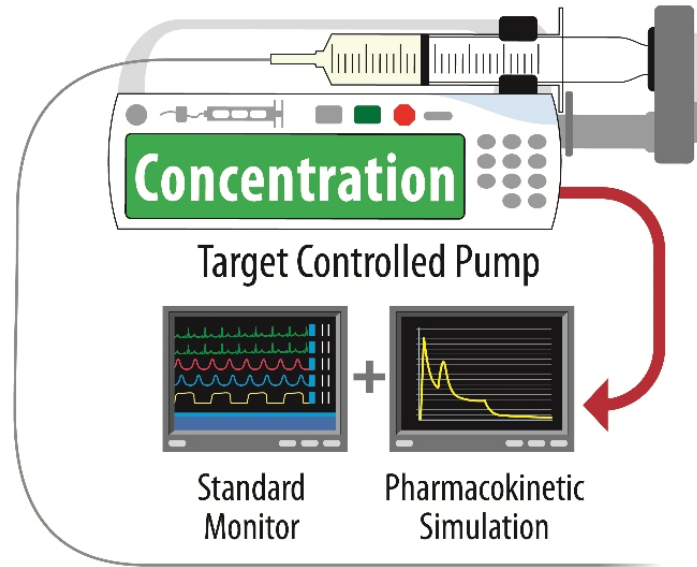 Concentration
Target Controlled Pump
Standard
Monitor
Pharmacokinetic
Simulation